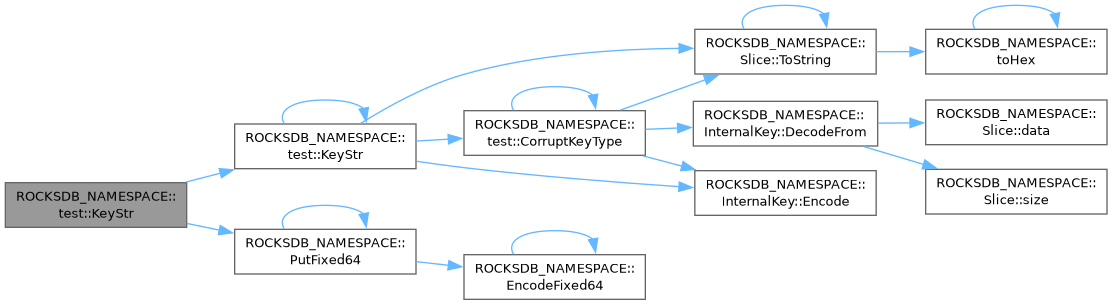 ROCKSDB_NAMESPACE::
test::KeyStr
ROCKSDB_NAMESPACE::
test::KeyStr
ROCKSDB_NAMESPACE::
PutFixed64
ROCKSDB_NAMESPACE::
test::CorruptKeyType
ROCKSDB_NAMESPACE::
EncodeFixed64
ROCKSDB_NAMESPACE::
Slice::ToString
ROCKSDB_NAMESPACE::
InternalKey::DecodeFrom
ROCKSDB_NAMESPACE::
InternalKey::Encode
ROCKSDB_NAMESPACE::
toHex
ROCKSDB_NAMESPACE::
Slice::data
ROCKSDB_NAMESPACE::
Slice::size